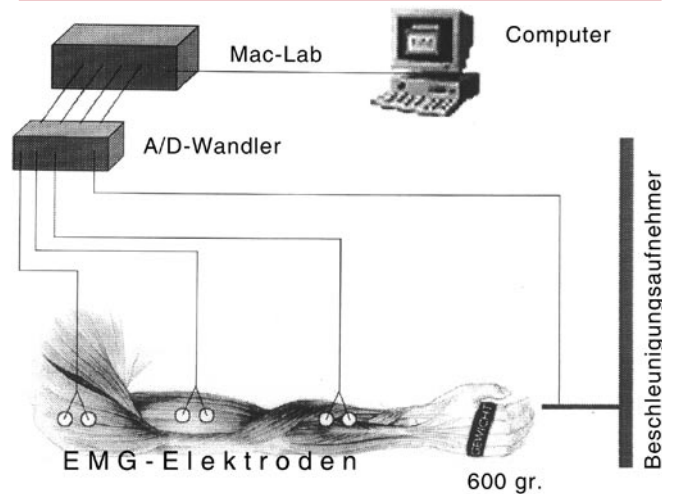 Mac-Lab
Computer
A/D-Wandler
Beschleunigungsaufnehmer
GEWICHT
EMG-Elektroden
600 gr.